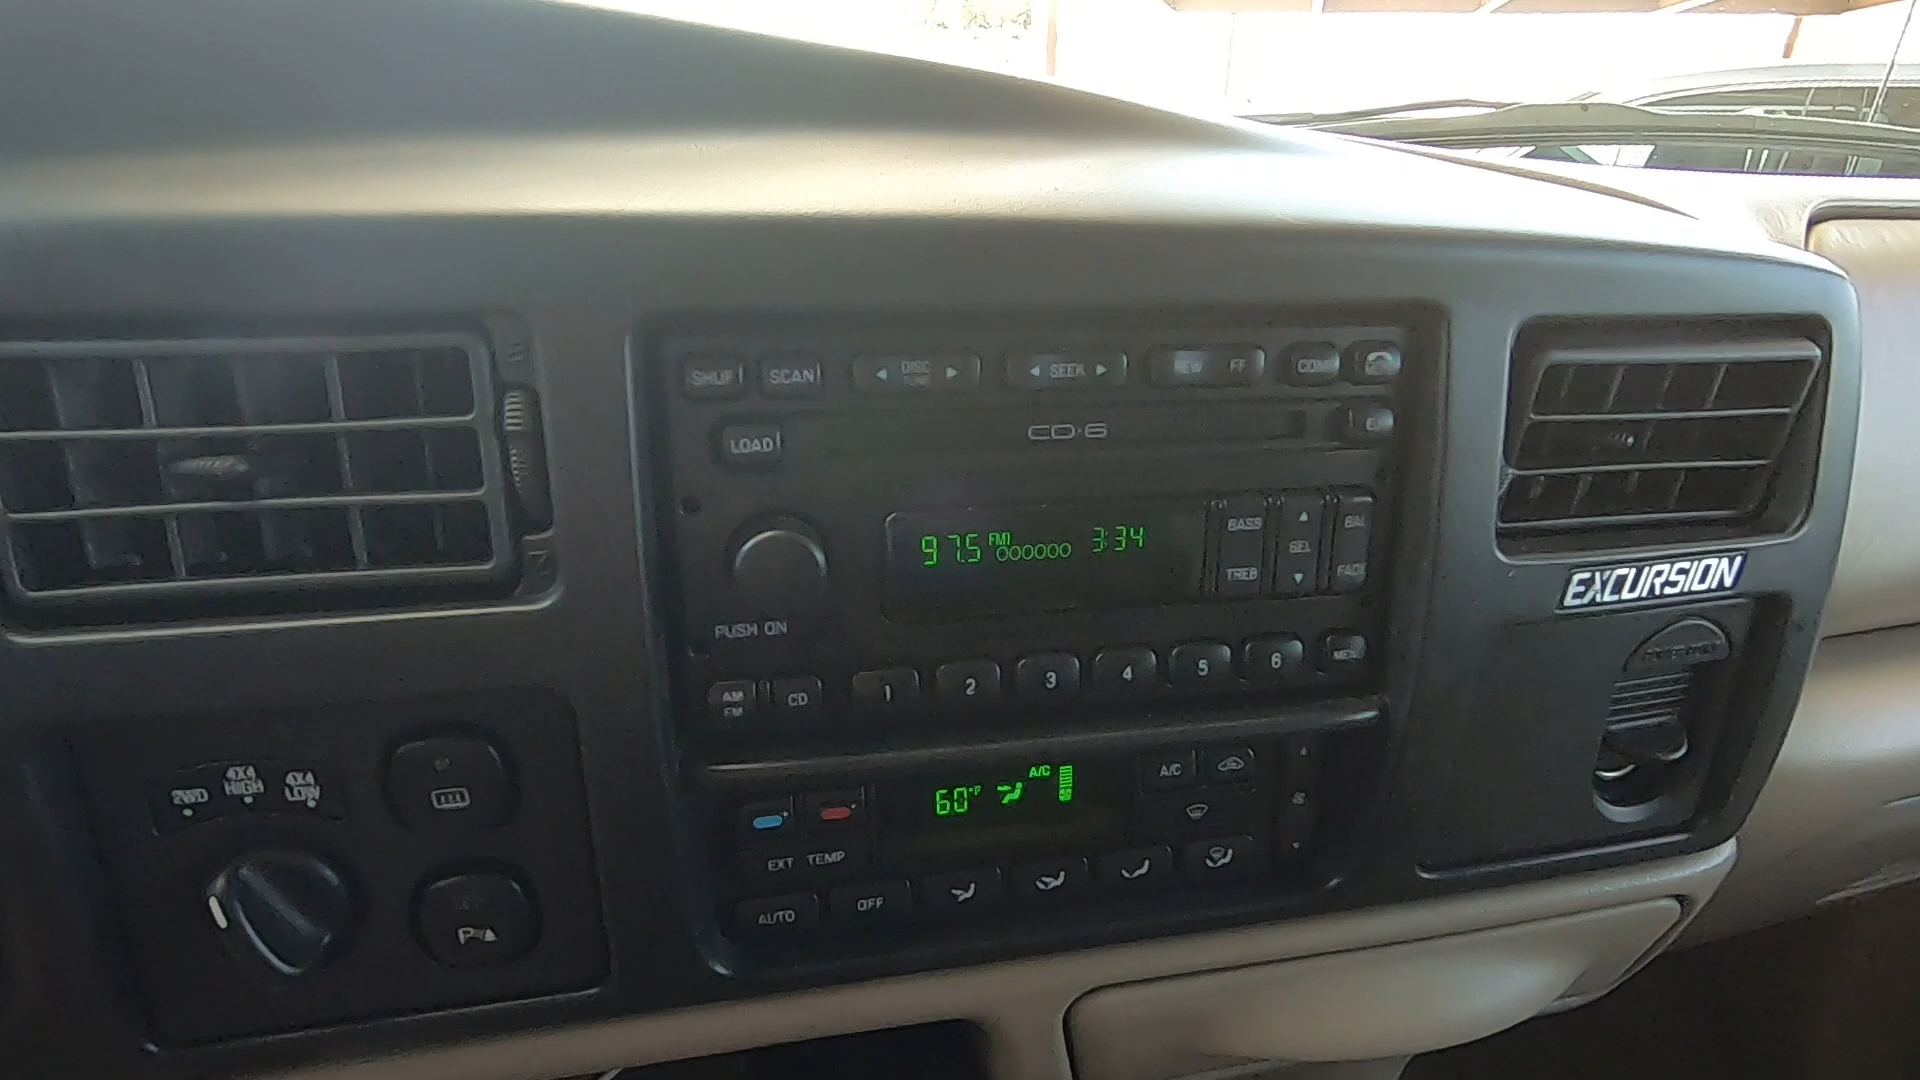 SHUF
SCAN
DISC
TUNE
SEEK
REW FF
COMP
LOAD
CD·6
97.5 FM1 000000 3:34
BASS
TREB
SEL
BAL
FADE
PUSH ON
AM
FM
CD
1
2
3
4
5
6
MENU
EXCURSION
2WD
4X4
HIGH
4X4
LOW
60°F
A/C
A/C
EXT TEMP
AUTO
OFF
P